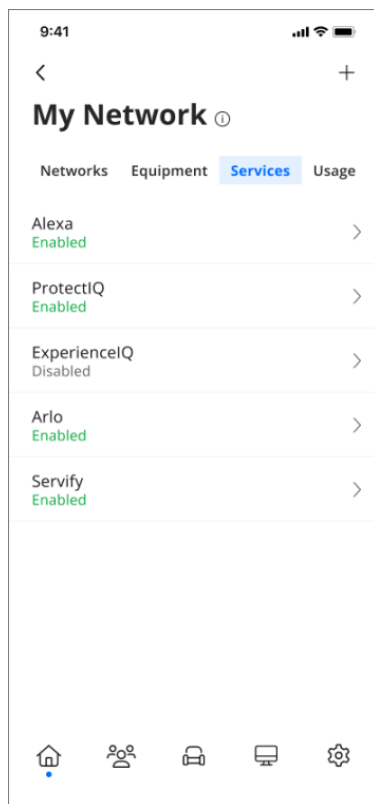 9:41
My Network
Networks Equipment Services Usage
Alexa
Enabled
ProtectIQ
Enabled
ExperienceIQ
Disabled
Arlo
Enabled
Servify
Enabled